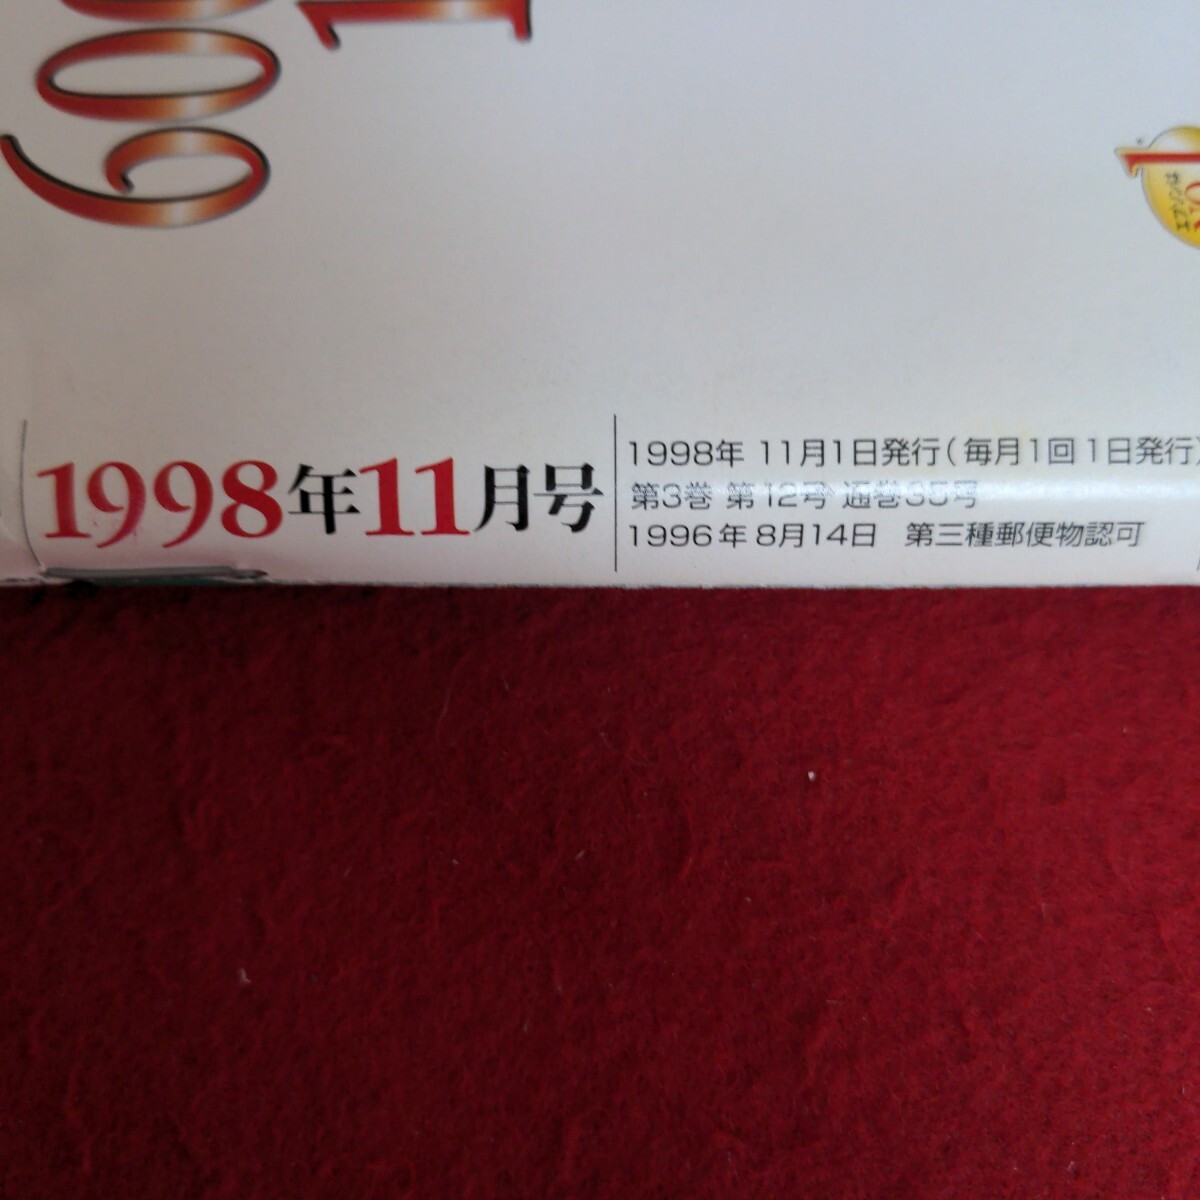 600
1
1998年11月号
1998年 11月1日発行(毎月1回1日発行)
第3巻 第12号 通巻35号
1996年8月14日 第三種郵便物認可